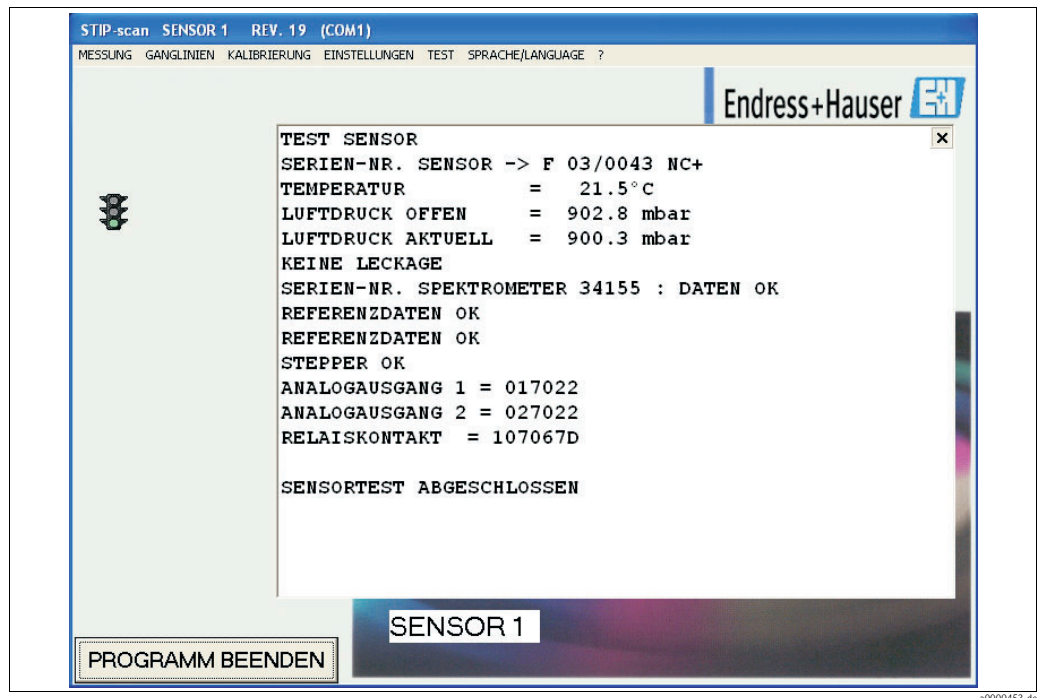 STIP-scan SENSOR 1 REV. 19 (COM1)
MESSUNG GANGLINIEN KALIBRIERUNG EINSTELLUNGEN TEST SPRACHE/LANGUAGE ?
Endress+Hauser
TEST SENSOR
SERIEN-NR. SENSOR -> F 03/0043 NC+
TEMPERATUR = 21.5°C
LUFTDRUCK OFFEN = 902.8 mbar
LUFTDRUCK AKTUELL = 900.3 mbar
KEINE LECKAGE
SERIEN-NR. SPEKTROMETER 34155 : DATEN OK
REFERENZDATEN OK
REFERENZDATEN OK
STEPPER OK
ANALOGAUSGANG 1 = 017022
ANALOGAUSGANG 2 = 027022
RELAISKONTAKT = 107067D
SENSORTEST ABGESCHLOSSEN
SENSOR 1
PROGRAMM BEENDEN